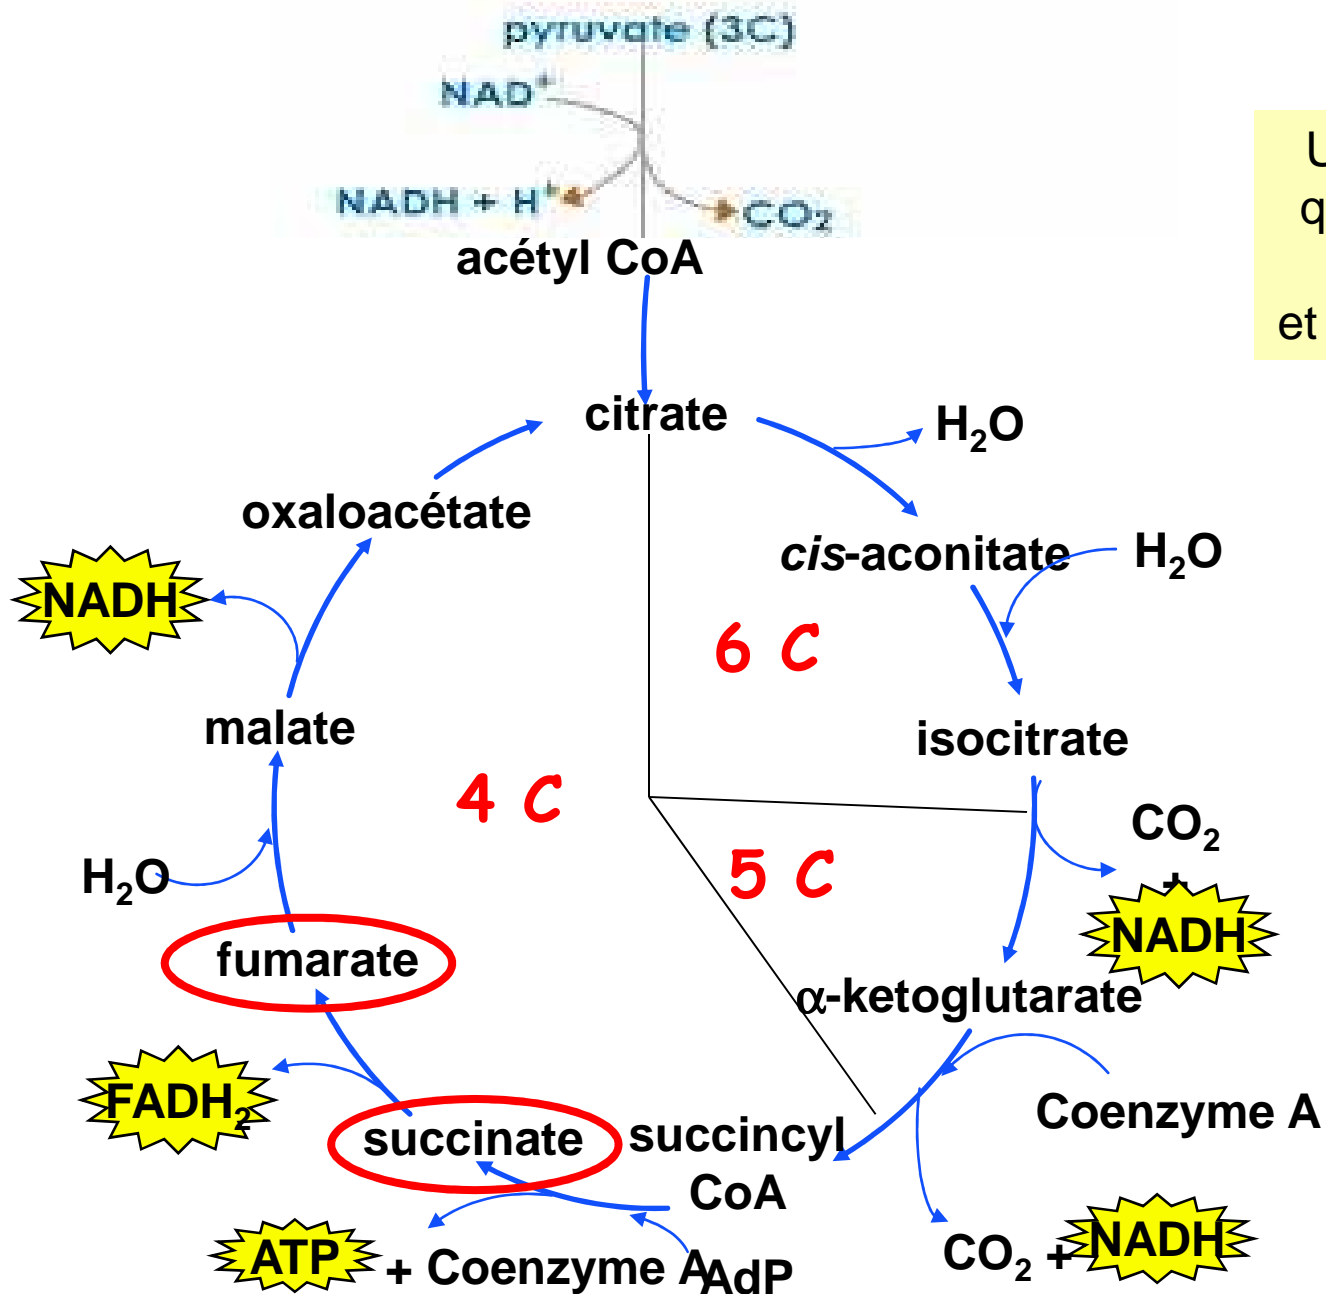 pyruvate (3C)
NAD⁺
NADH + H⁺
CO₂
U
q
et
acétyl CoA
citrate
H₂O
oxaloacétate
cis-aconitate
H₂O
NADH
6 C
malate
isocitrate
4 C
CO₂
5 C
+
H₂O
NADH
fumarate
α-ketoglutarate
FADH₂
Coenzyme A
succinate
succincyl
CoA
ATP
+ Coenzyme A
AdP
CO₂ +
NADH